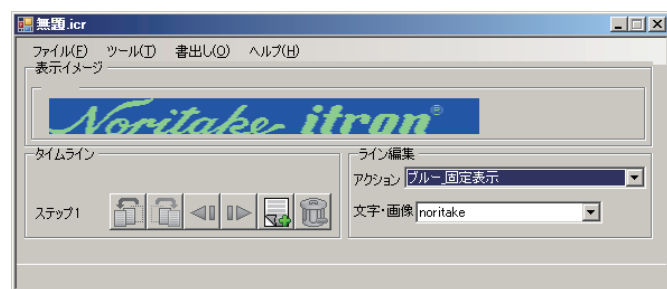 無題.icr
ファイル(F) ツール(T) 書出し(O) ヘルプ(H)
表示イメージ
Noritake itron®
タイムライン
ステップ1
ライン編集
アクション ブルー_固定表示
文字・画像 noritake